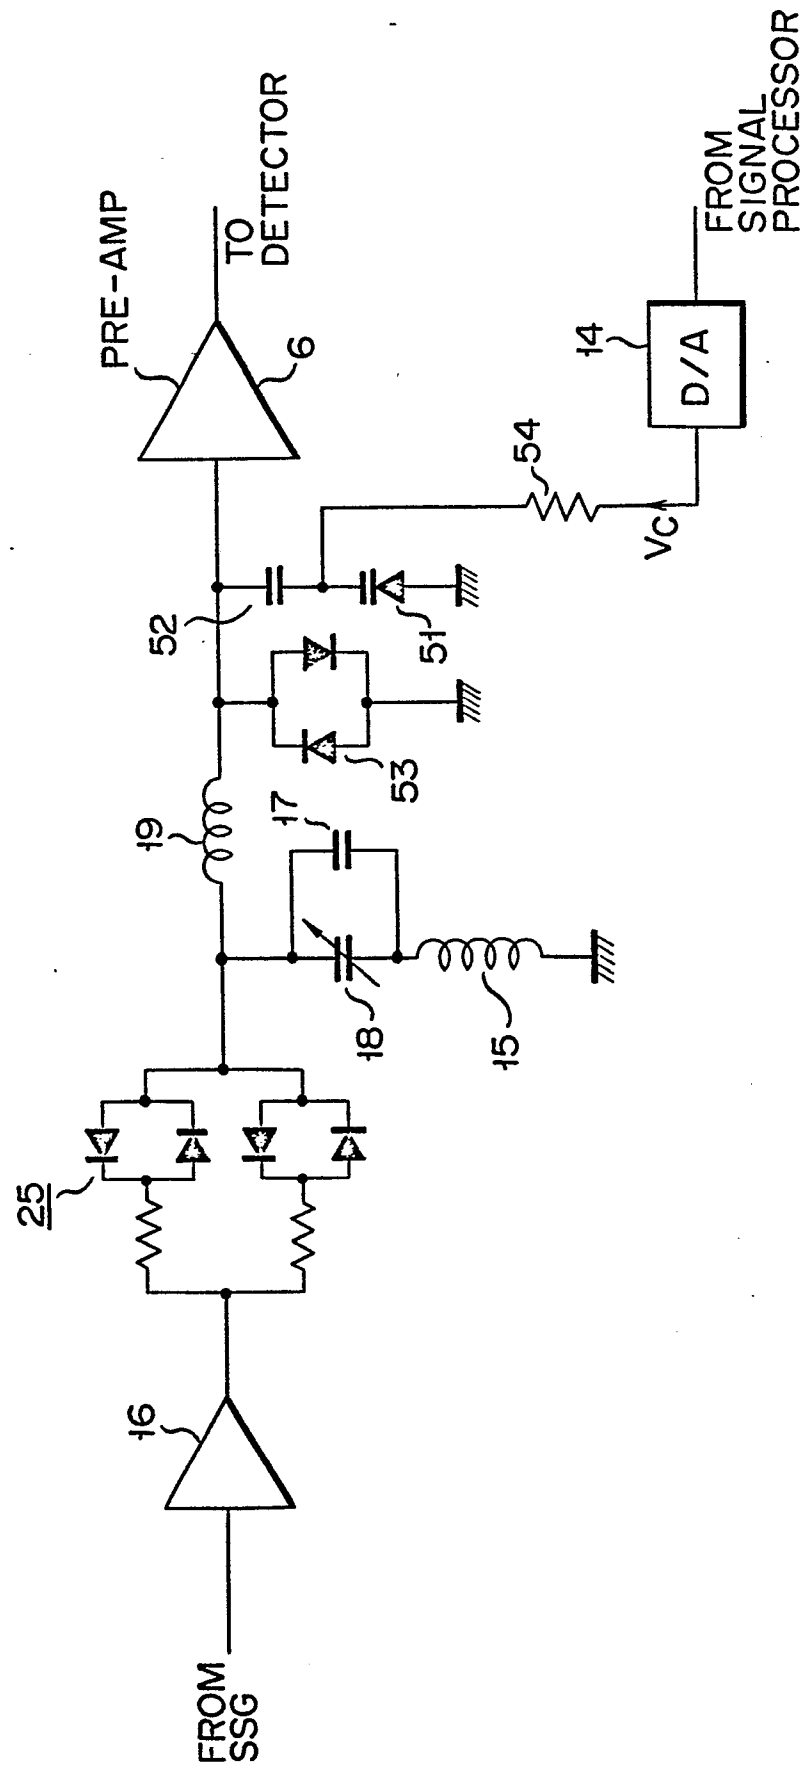 FROM
SSG
16
25
18
17
15
19
53
52
51
PRE-AMP
6
TO
DETECTOR
54
VC
14
D/A
FROM
SIGNAL
PROCESSOR